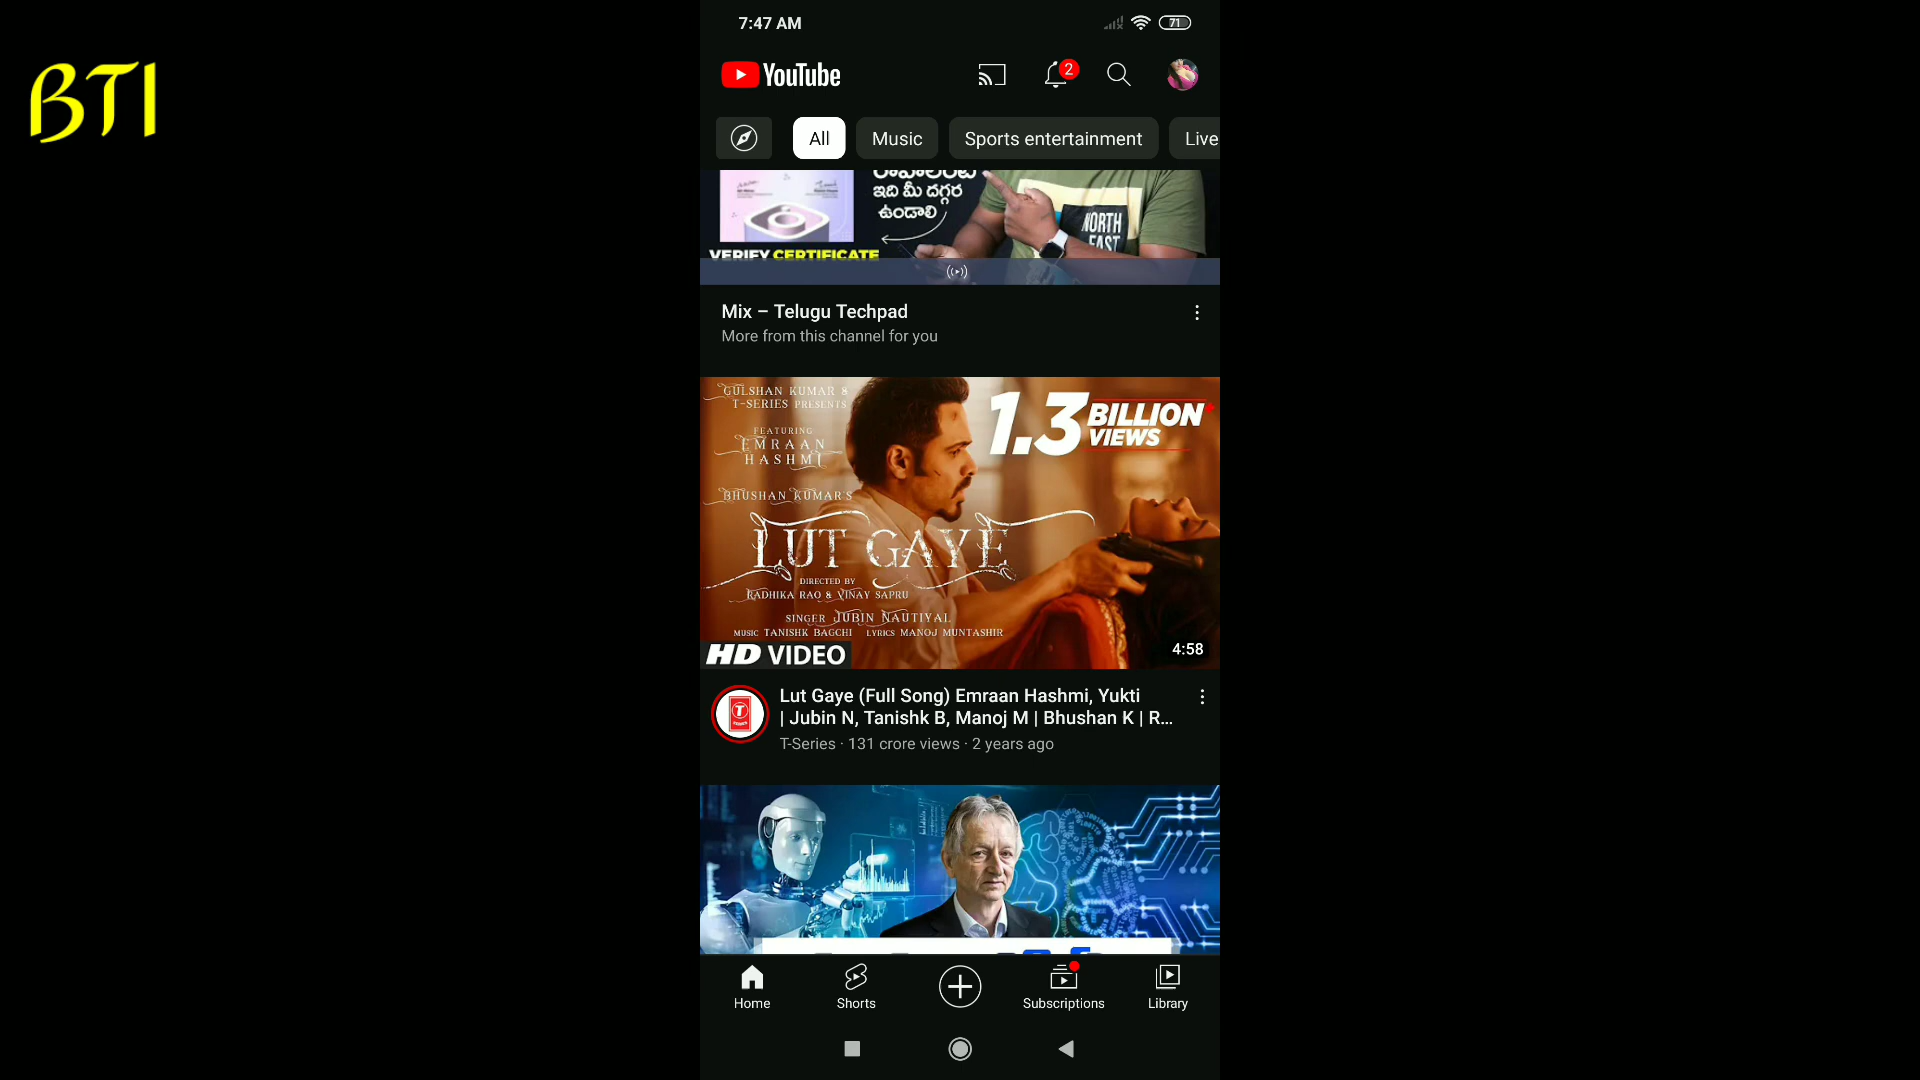 7:47 AM
71
BTI
YouTube
2
All
Music
Sports entertainment
Live
రావాలంటే
ఇది మీ దగ్గర
ఉండాలి
NORTH
EAST
VERIFY CERTIFICATE
Mix – Telugu Techpad
More from this channel for you
GULSHAN KUMAR &
T-SERIES PRESENTS
FEATURING
EMRAAN
HASHMI
1.3 BILLION+
VIEWS
BHUSHAN KUMAR'S
LUT GAYE
DIRECTED BY
RADHIKA RAO & VINAY SAPRU
SINGER JUBIN NAUTIYAL
MUSIC TANISHK BAGCHI LYRICS MANOJ MUNTASHIR
HD VIDEO
4:58
T
SERIES
Lut Gaye (Full Song) Emraan Hashmi, Yukti
| Jubin N, Tanishk B, Manoj M | Bhushan K | R...
T-Series · 131 crore views · 2 years ago
Home
Shorts
Subscriptions
Library